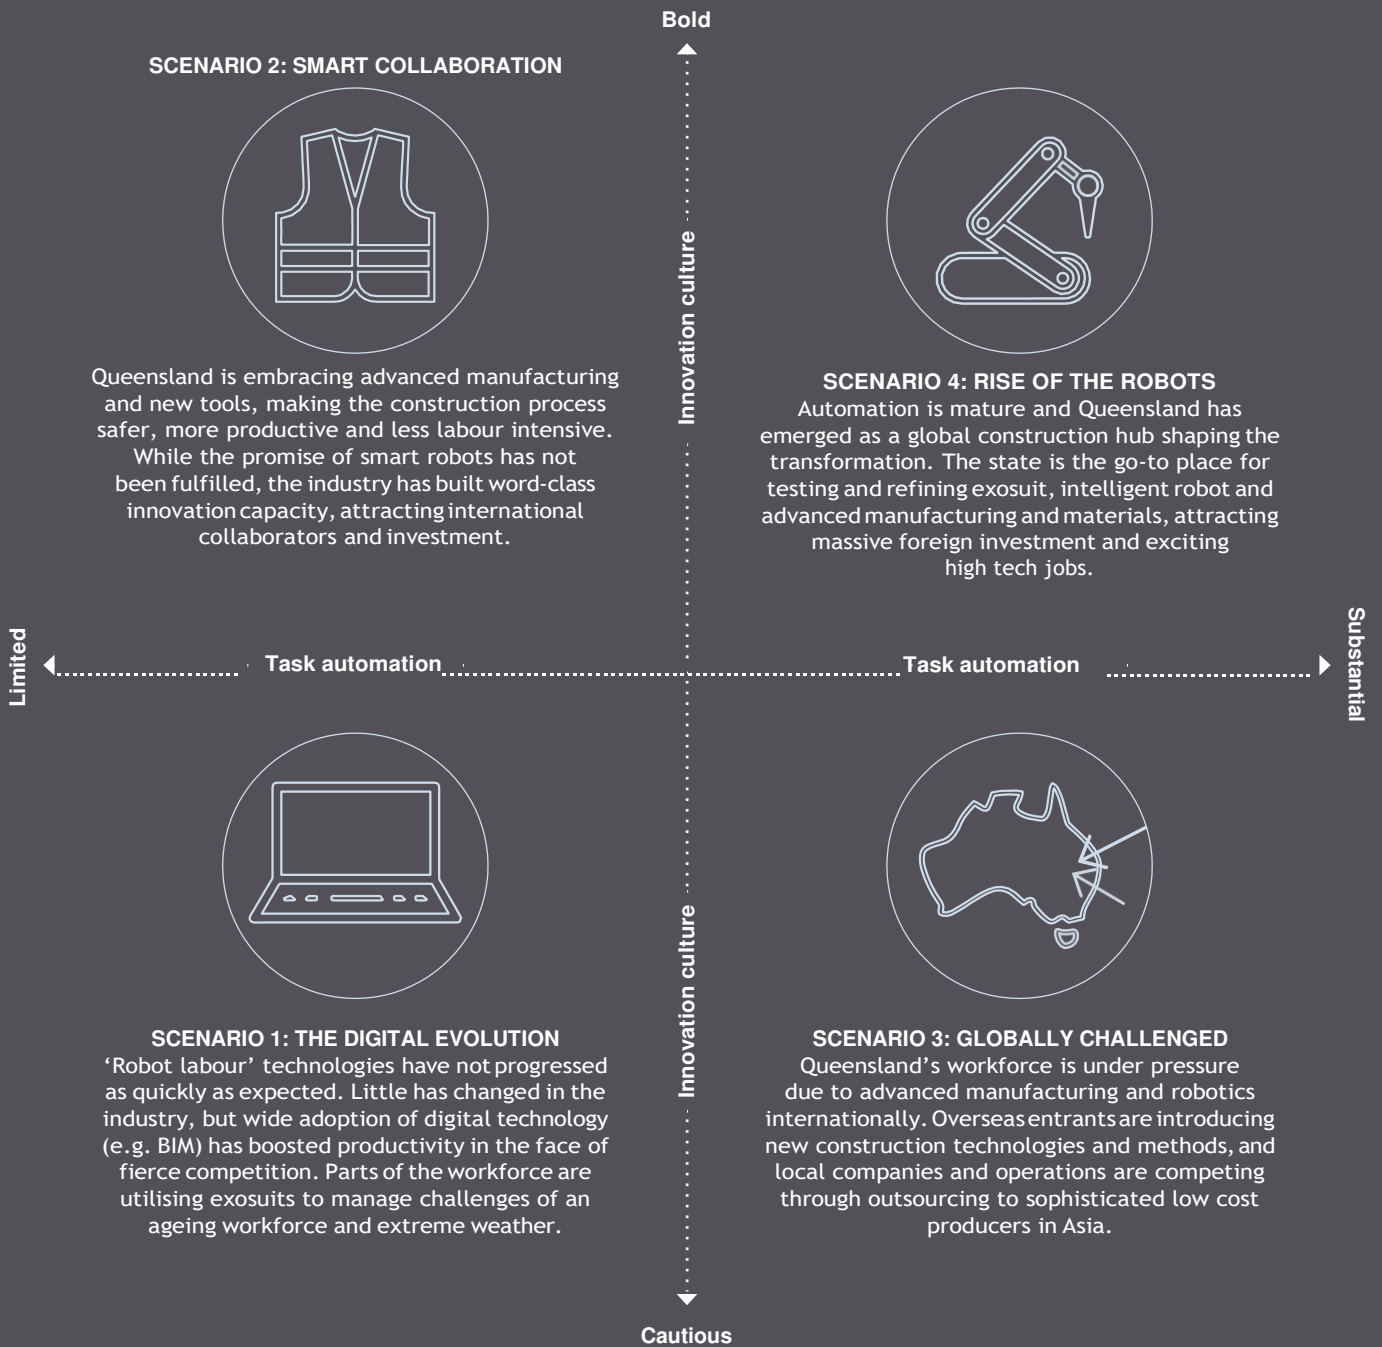 Bold
SCENARIO 2: SMART COLLABORATION
Queensland is embracing advanced manufacturing
and new tools, making the construction process
safer, more productive and less labour intensive.
While the promise of smart robots has not
been fulfilled, the industry has built word-class
innovation capacity, attracting international
collaborators and investment.
Innovation culture
SCENARIO 4: RISE OF THE ROBOTS
Automation is mature and Queensland has
emerged as a global construction hub shaping the
transformation. The state is the go-to place for
testing and refining exosuit, intelligent robot and
advanced manufacturing and materials, attracting
massive foreign investment and exciting
high tech jobs.
Limited
Task automation
Task automation
Substantial
SCENARIO 1: THE DIGITAL EVOLUTION
‘Robot labour’ technologies have not progressed
as quickly as expected. Little has changed in the
industry, but wide adoption of digital technology
(e.g. BIM) has boosted productivity in the face of
fierce competition. Parts of the workforce are
utilising exosuits to manage challenges of an
ageing workforce and extreme weather.
Innovation culture
SCENARIO 3: GLOBALLY CHALLENGED
Queensland’s workforce is under pressure
due to advanced manufacturing and robotics
internationally. Overseas entrants are introducing
new construction technologies and methods, and
local companies and operations are competing
through outsourcing to sophisticated low cost
producers in Asia.
Cautious